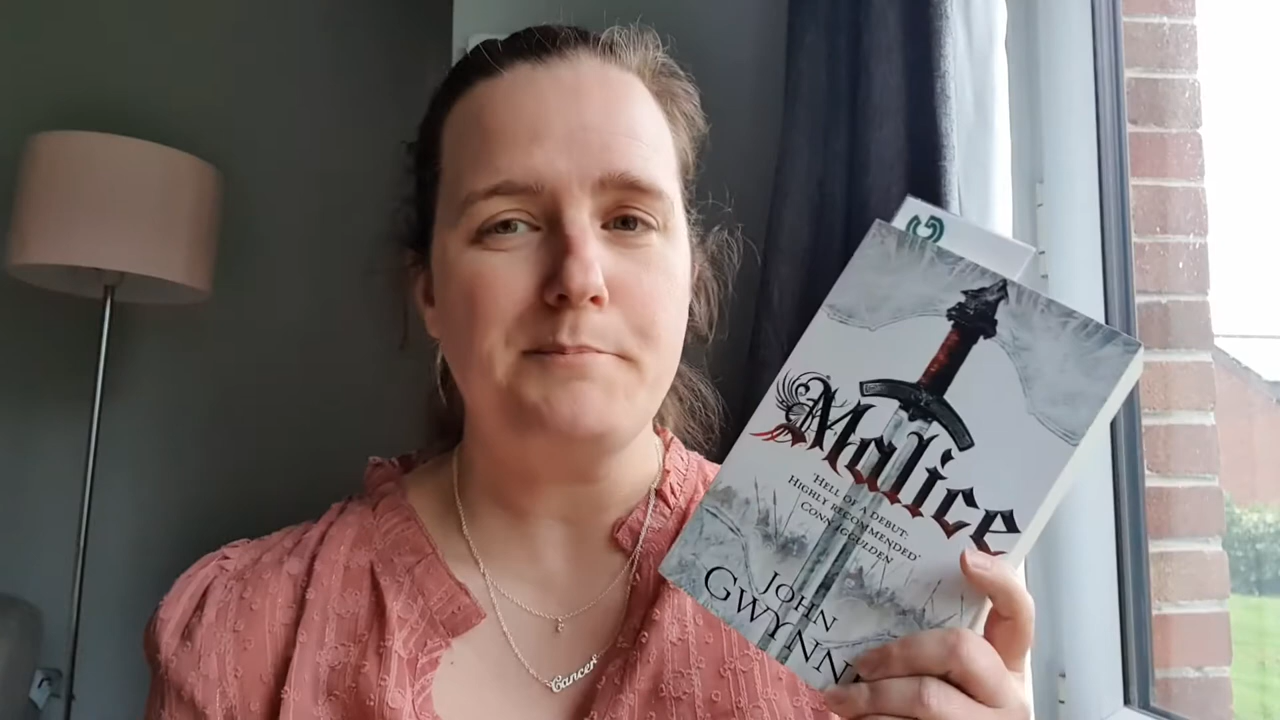 Malice
'HELL OF A DEBUT:
HIGHLY RECOMMENDED'
CONN IGGULDEN
JOHN
GWYNN
Cancer